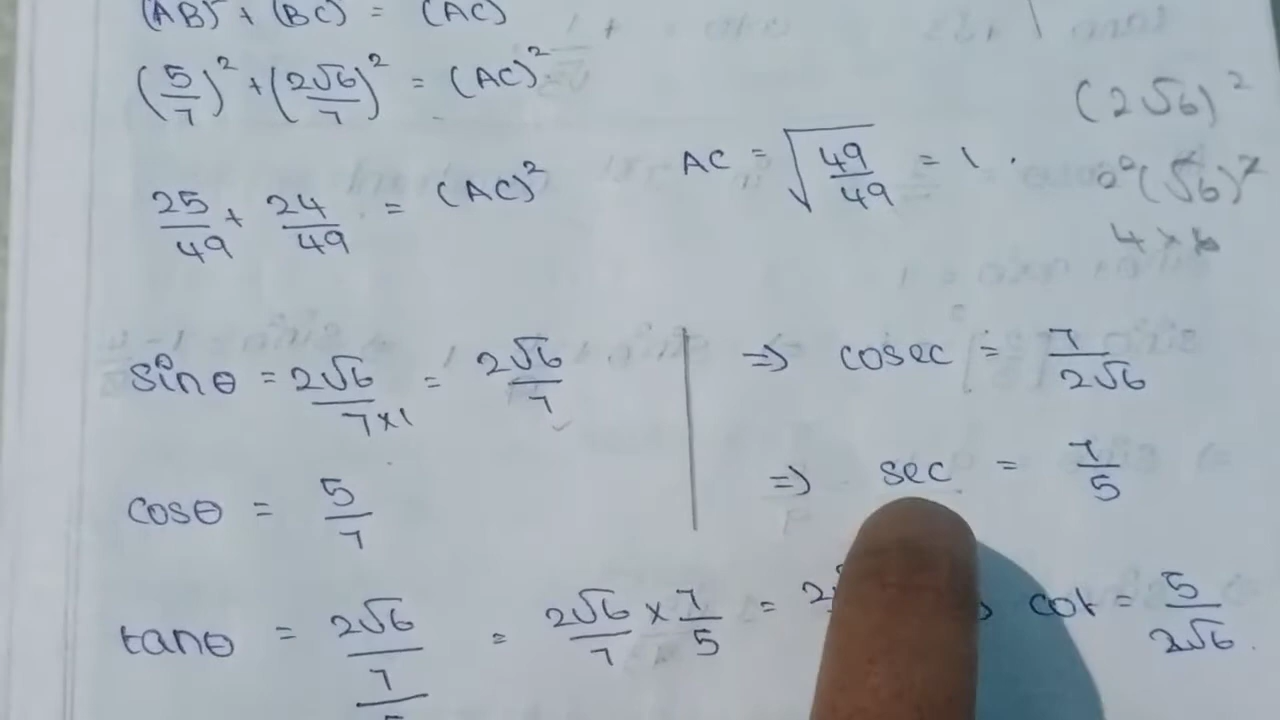 (AB)² + (BC)² = (AC)
(5/7)² + (2√6/7)² = (AC)²
(2√6)²
AC = √(49/49) = 1.
2²(√6)²
25/49 + 24/49 = (AC)²
4 × 6
sinθ = 2√6/(7×1) = 2√6/7
⇒ cosec = 7/(2√6)
cosθ = 5/7
⇒ sec = 7/5
tanθ = 2√6/(7/5) = 2√6/7 × 7/5 = 2
cot = 5/(2√6).